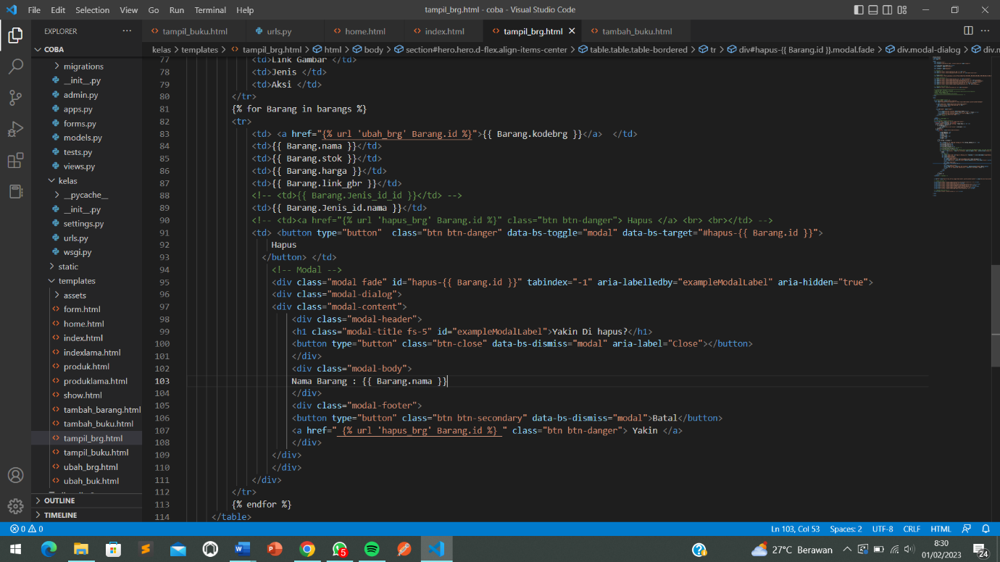 File Edit Selection View Go Run Terminal Help
tampil_brg.html - coba - Visual Studio Code
EXPLORER
COBA
migrations
__init__.py
admin.py
apps.py
forms.py
models.py
tests.py
views.py
kelas
__pycache__
__init__.py
settings.py
urls.py
wsgi.py
static
templates
assets
form.html
home.html
index.html
indexlama.html
produk.html
produklama.html
show.html
tambah_barang.html
tambah_buku.html
tampil_brg.html
tampil_buku.html
ubah_brg.html
ubah_buk.html
OUTLINE
TIMELINE
tampil_buku.html urls.py home.html index.html tampil_brg.html tambah_buku.html
kelas > templates > tampil_brg.html > html > body > section#hero.hero.d-flex.align-items-center > table.table.table-bordered > tr > div#hapus-{{ Barang.id }}.modal.fade > div.modal-dialog > div.m
77 <td>Link Gambar </td>
78 <td>Jenis </td>
79 <td>Aksi </td>
80 </tr>
81 {% for Barang in barangs %}
82 <tr>
83 <td> <a href="{% url 'ubah_brg' Barang.id %}">{{ Barang.kodebrg }}</a>  </td>
84 <td>{{ Barang.nama }}</td>
85 <td>{{ Barang.stok }}</td>
86 <td>{{ Barang.harga }}</td>
87 <td>{{ Barang.link_gbr }}</td>
88 <!-- <td>{{ Barang.Jenis_id_id }}</td> -->
89 <td>{{ Barang.Jenis_id.nama }}</td>
90 <!-- <td><a href="{% url 'hapus_brg' Barang.id %}" class="btn btn-danger"> Hapus </a> <br> <br></td> -->
91 <td> <button type="button"  class="btn btn-danger" data-bs-toggle="modal" data-bs-target="#hapus-{{ Barang.id }}">
92 Hapus
93 </button> </td>
94 <!-- Modal -->
95 <div class="modal fade" id="hapus-{{ Barang.id }}" tabindex="-1" aria-labelledby="exampleModalLabel" aria-hidden="true">
96 <div class="modal-dialog">
97 <div class="modal-content">
98 <div class="modal-header">
99 <h1 class="modal-title fs-5" id="exampleModalLabel">Yakin Di hapus?</h1>
100 <button type="button" class="btn-close" data-bs-dismiss="modal" aria-label="Close"></button>
101 </div>
102 <div class="modal-body">
103 Nama Barang : {{ Barang.nama }}
104 </div>
105 <div class="modal-footer">
106 <button type="button" class="btn btn-secondary" data-bs-dismiss="modal">Batal</button>
107 <a href=" {% url 'hapus_brg' Barang.id %} " class="btn btn-danger"> Yakin </a>
108 </div>
109 </div>
110 </div>
111 </div>
112 </tr>
113 {% endfor %}
114 </table>
0 0
Ln 103, Col 53 Spaces: 2 UTF-8 CRLF HTML
5
27°C Berawan
8:30
01/02/2023
24